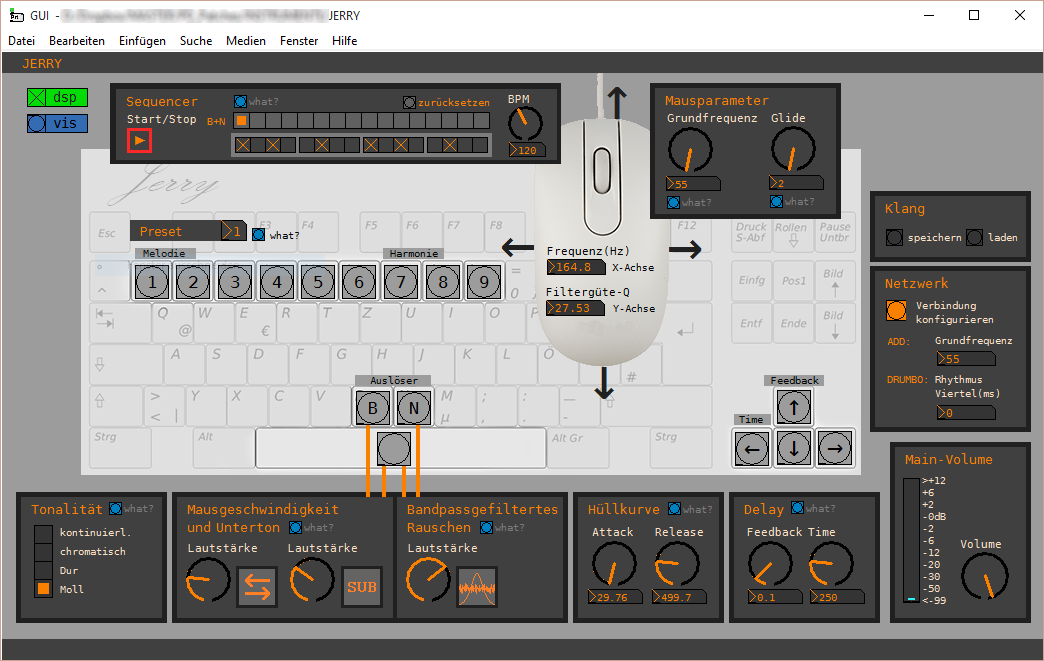 GUI -
JERRY
Datei Bearbeiten Einfügen Suche Medien Fenster Hilfe
JERRY
dsp
vis
Sequencer
what?
zurücksetzen
BPM
Start/Stop
B+N
120
Mausparameter
Grundfrequenz Glide
55
2
what?
what?
Jerry
Esc
F3
F4
F5
F6
F7
F8
F12
Druck
S-Abf
Rollen
Pause
Untbr
Preset
1
what?
Melodie
Harmonie
1 2 3 4 5 6 7 8 9
=
0
Einfg
Pos1
Bild
Entf
Ende
Bild
Q @ W E € R T Z U I O P
A S D F G H J K L Ö
#
> < | Y X C V B N M µ ; , : . — -
Auslöser
Strg
Alt
Alt Gr
Strg
Frequenz(Hz)
164.8 X-Achse
Filtergüte-Q
27.53 Y-Achse
Feedback
Time
Klang
speichern
laden
Netzwerk
Verbindung
konfigurieren
ADD: Grundfrequenz
55
DRUMBO: Rhythmus
Viertel(ms)
0
Main-Volume
>+12
+6
+2
-0dB
-2
-6
-12
-20
-30
-50
<-99
Volume
Tonalität
what?
kontinuierl.
chromatisch
Dur
Moll
Mausgeschwindigkeit
und Unterton
what?
Lautstärke
Lautstärke
SUB
Bandpassgefiltertes
Rauschen
what?
Lautstärke
Hüllkurve
what?
Attack
Release
29.76
499.7
Delay
what?
Feedback Time
0.1
250